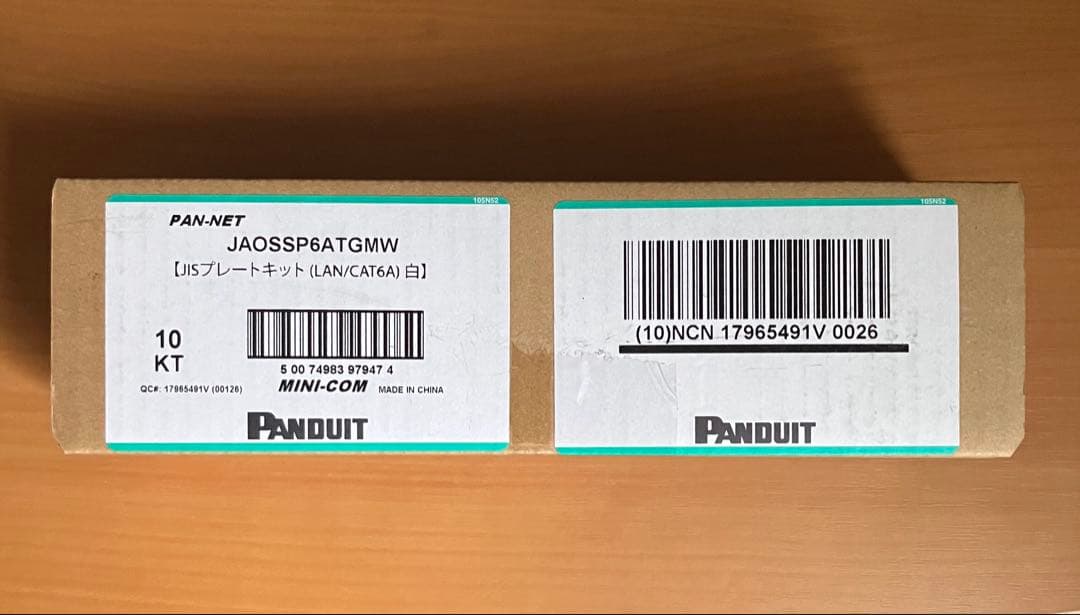 105N52
PAN-NET
JAOSSP6ATGMW
【JISプレートキット (LAN/CAT6A) 白】
10
KT
5 00 74983 97947 4
QC#: 17965491V (00126)
MINI-COM MADE IN CHINA
PANDUIT
105N52
(10)NCN 17965491V 0026
PANDUIT